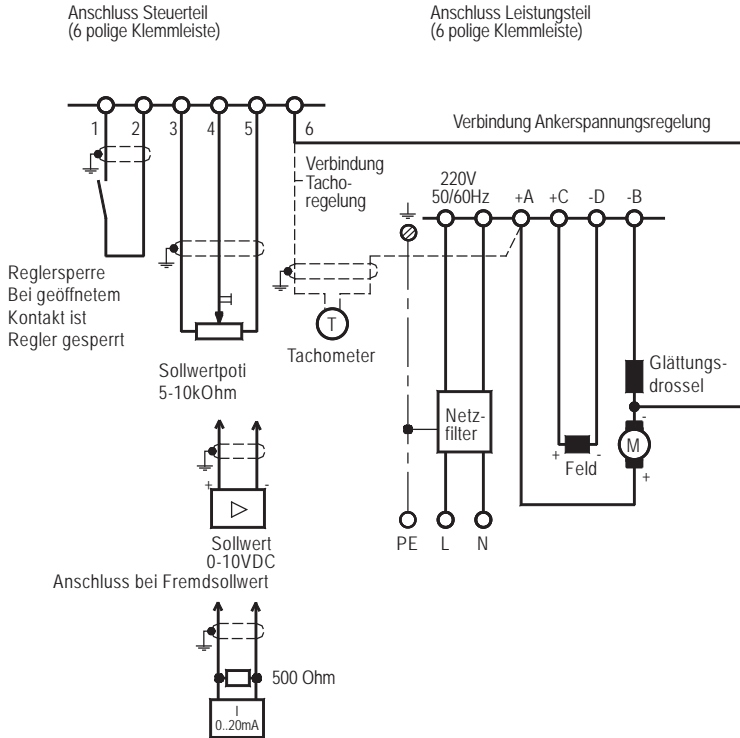 Anschluss Steuerteil
(6 polige Klemmleiste)
Anschluss Leistungsteil
(6 polige Klemmleiste)
1 2 3 4 5 6
Verbindung Ankerspannungsregelung
Verbindung
Tacho-
regelung
220V
50/60Hz
+A +C -D -B
Reglersperre
Bei geöffnetem
Kontakt ist
Regler gesperrt
T
Tachometer
Sollwertpoti
5-10kOhm
Glättungs-
drossel
Netz-
filter
+ -
Feld
-
M
+
+ -
Sollwert
0-10VDC
PE L N
Anschluss bei Fremdsollwert
500 Ohm
I
0..20mA